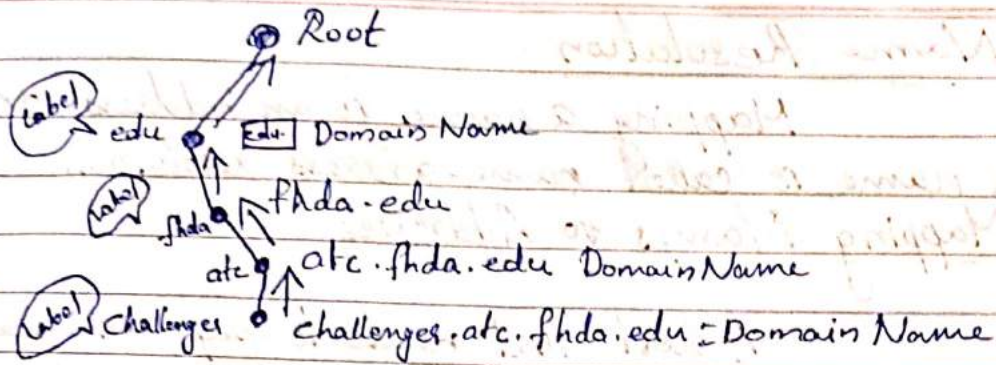 Root
Label edu Edu. Domain Name
Label fhda fhda.edu
atc atc.fhda.edu Domain Name
Label Challenger challenger.atc.fhda.edu = Domain Name